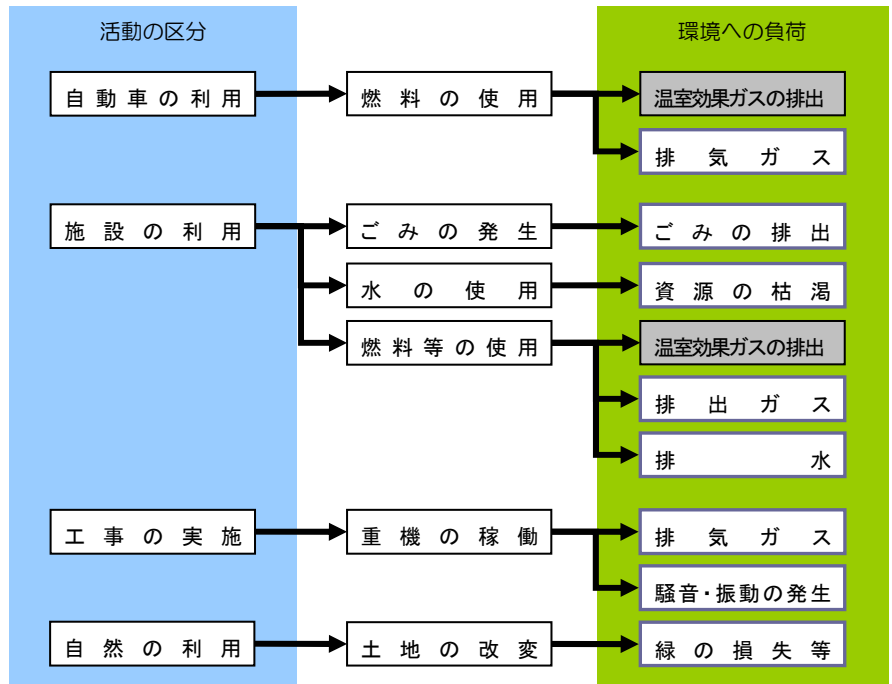 活動の区分
環境への負荷
自動車の利用
燃料の使用
温室効果ガスの排出
排気ガス
施設の利用
ごみの発生
ごみの排出
水の使用
資源の枯渇
燃料等の使用
温室効果ガスの排出
排出ガス
排水
工事の実施
重機の稼働
排気ガス
騒音・振動の発生
自然の利用
土地の改変
緑の損失等